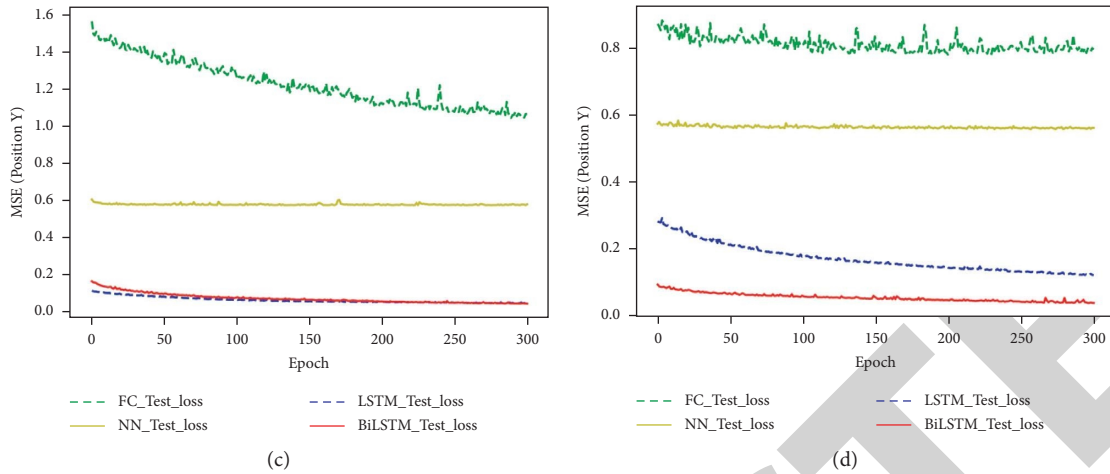 1.6
1.4
1.2
1.0
0.8
0.6
0.4
0.2
0.0
MSE (Position Y)
0 50 100 150 200 250 300
Epoch
FC_Test_loss LSTM_Test_loss
NN_Test_loss BiLSTM_Test_loss
(c)
0.8
0.6
0.4
0.2
0.0
MSE (Position Y)
0 50 100 150 200 250 300
Epoch
FC_Test_loss LSTM_Test_loss
NN_Test_loss BiLSTM_Test_loss
(d)